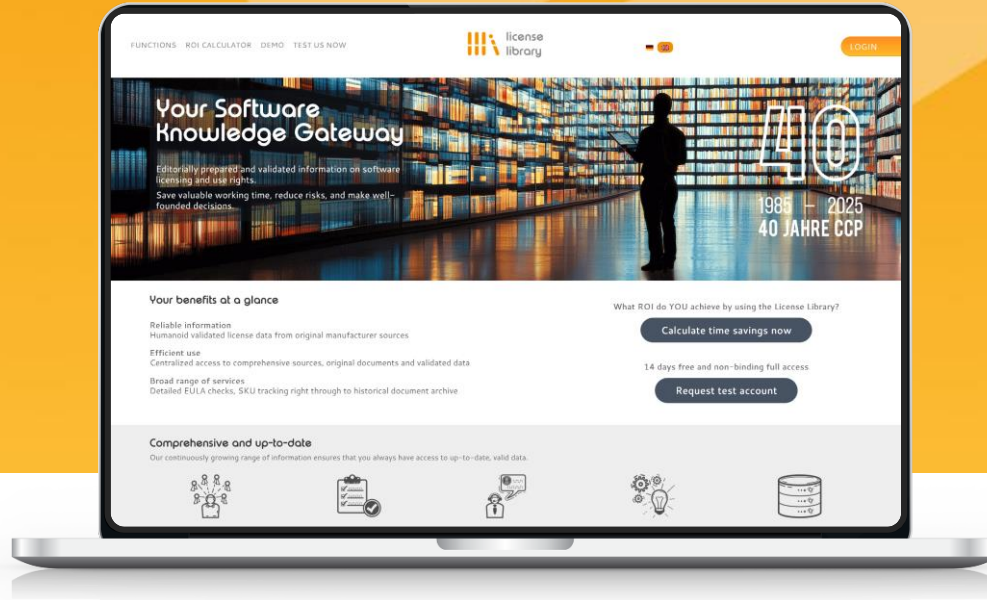 FUNCTIONS ROI CALCULATOR DEMO TEST US NOW
license
library
LOGIN
Your Software
Knowledge Gateway
Editorially prepared and validated information on software
licensing and use rights.
Save valuable working time, reduce risks, and make well-
founded decisions.
40
1985 – 2025
40 JAHRE CCP
Your benefits at a glance
Reliable information
Humanoid validated license data from original manufacturer sources
Efficient use
Centralized access to comprehensive sources, original documents and validated data
Broad range of services
Detailed EULA checks, SKU tracking right through to historical document archive
What ROI do YOU achieve by using the License Library?
Calculate time savings now
14 days free and non-binding full access
Request test account
Comprehensive and up-to-date
Our continuously growing range of information ensures that you always have access to up-to-date, valid data.